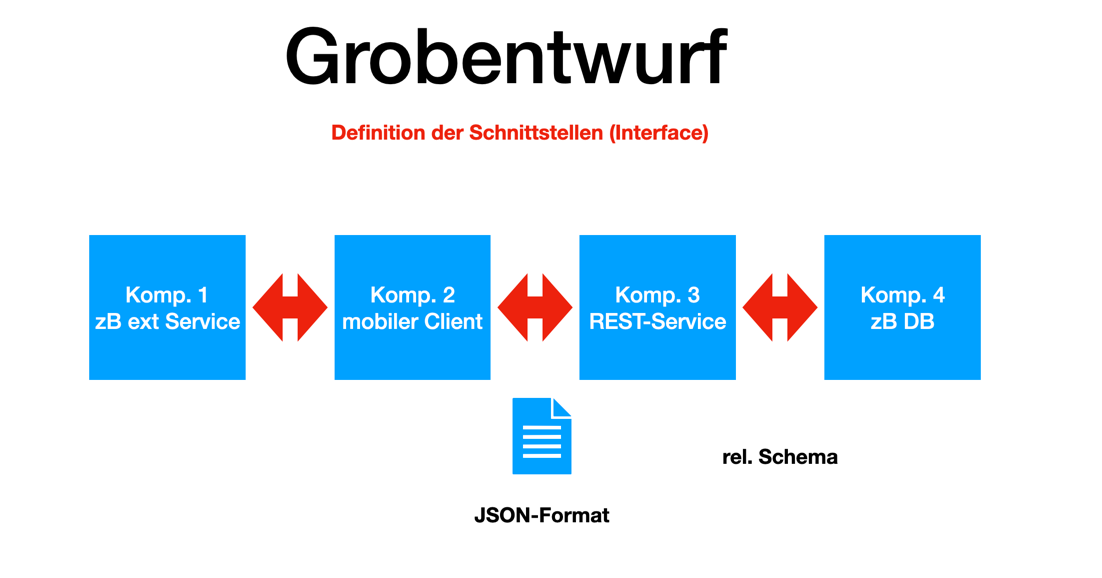 Grobentwurf
Definition der Schnittstellen (Interface)
Komp. 1
zB ext Service
Komp. 2
mobiler Client
Komp. 3
REST-Service
Komp. 4
zB DB
rel. Schema
JSON-Format